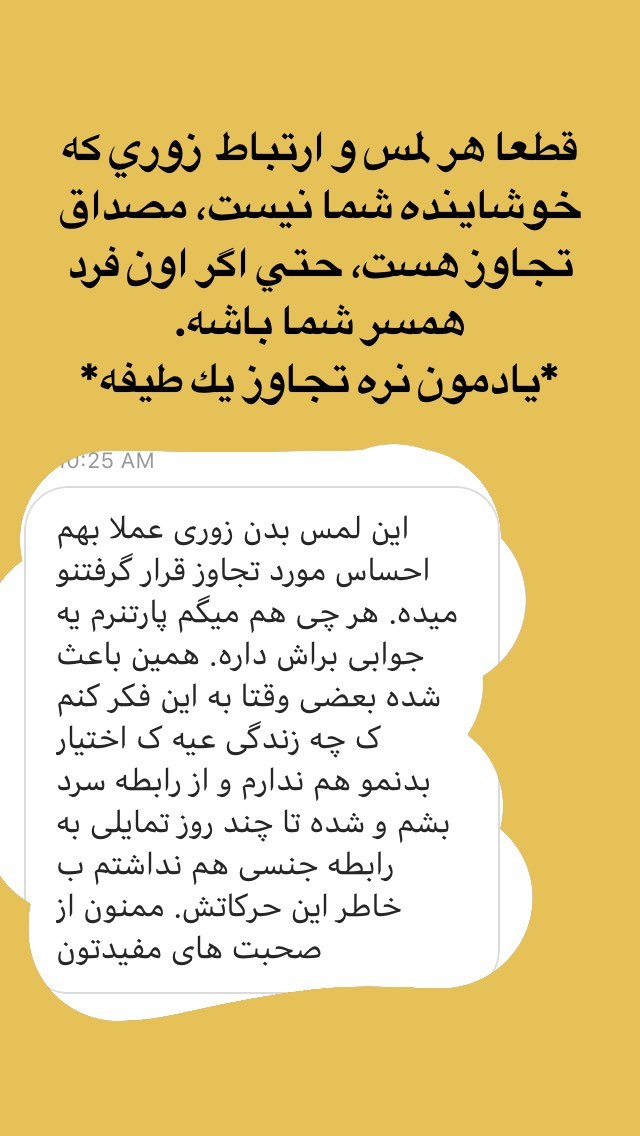 قطعا هر لمس و ارتباط زوري كه
خوشاينده شما نيست، مصداق
تجاوز هست، حتي اگر اون فرد
همسر شما باشه.
*يادمون نره تجاوز يك طيفه*
10:25 AM
این لمس بدن زوری عملا بهم
احساس مورد تجاوز قرار گرفتنو
میده. هر چی هم میگم پارتنرم یه
جوابی براش داره. همین باعث
شده بعضی وقتا به این فکر کنم
ک چه زندگی عیه ک اختیار
بدنمو هم ندارم و از رابطه سرد
بشم و شده تا چند روز تمایلی به
رابطه جنسی هم نداشتم ب
خاطر این حرکاتش. ممنون از
صحبت های مفیدتون